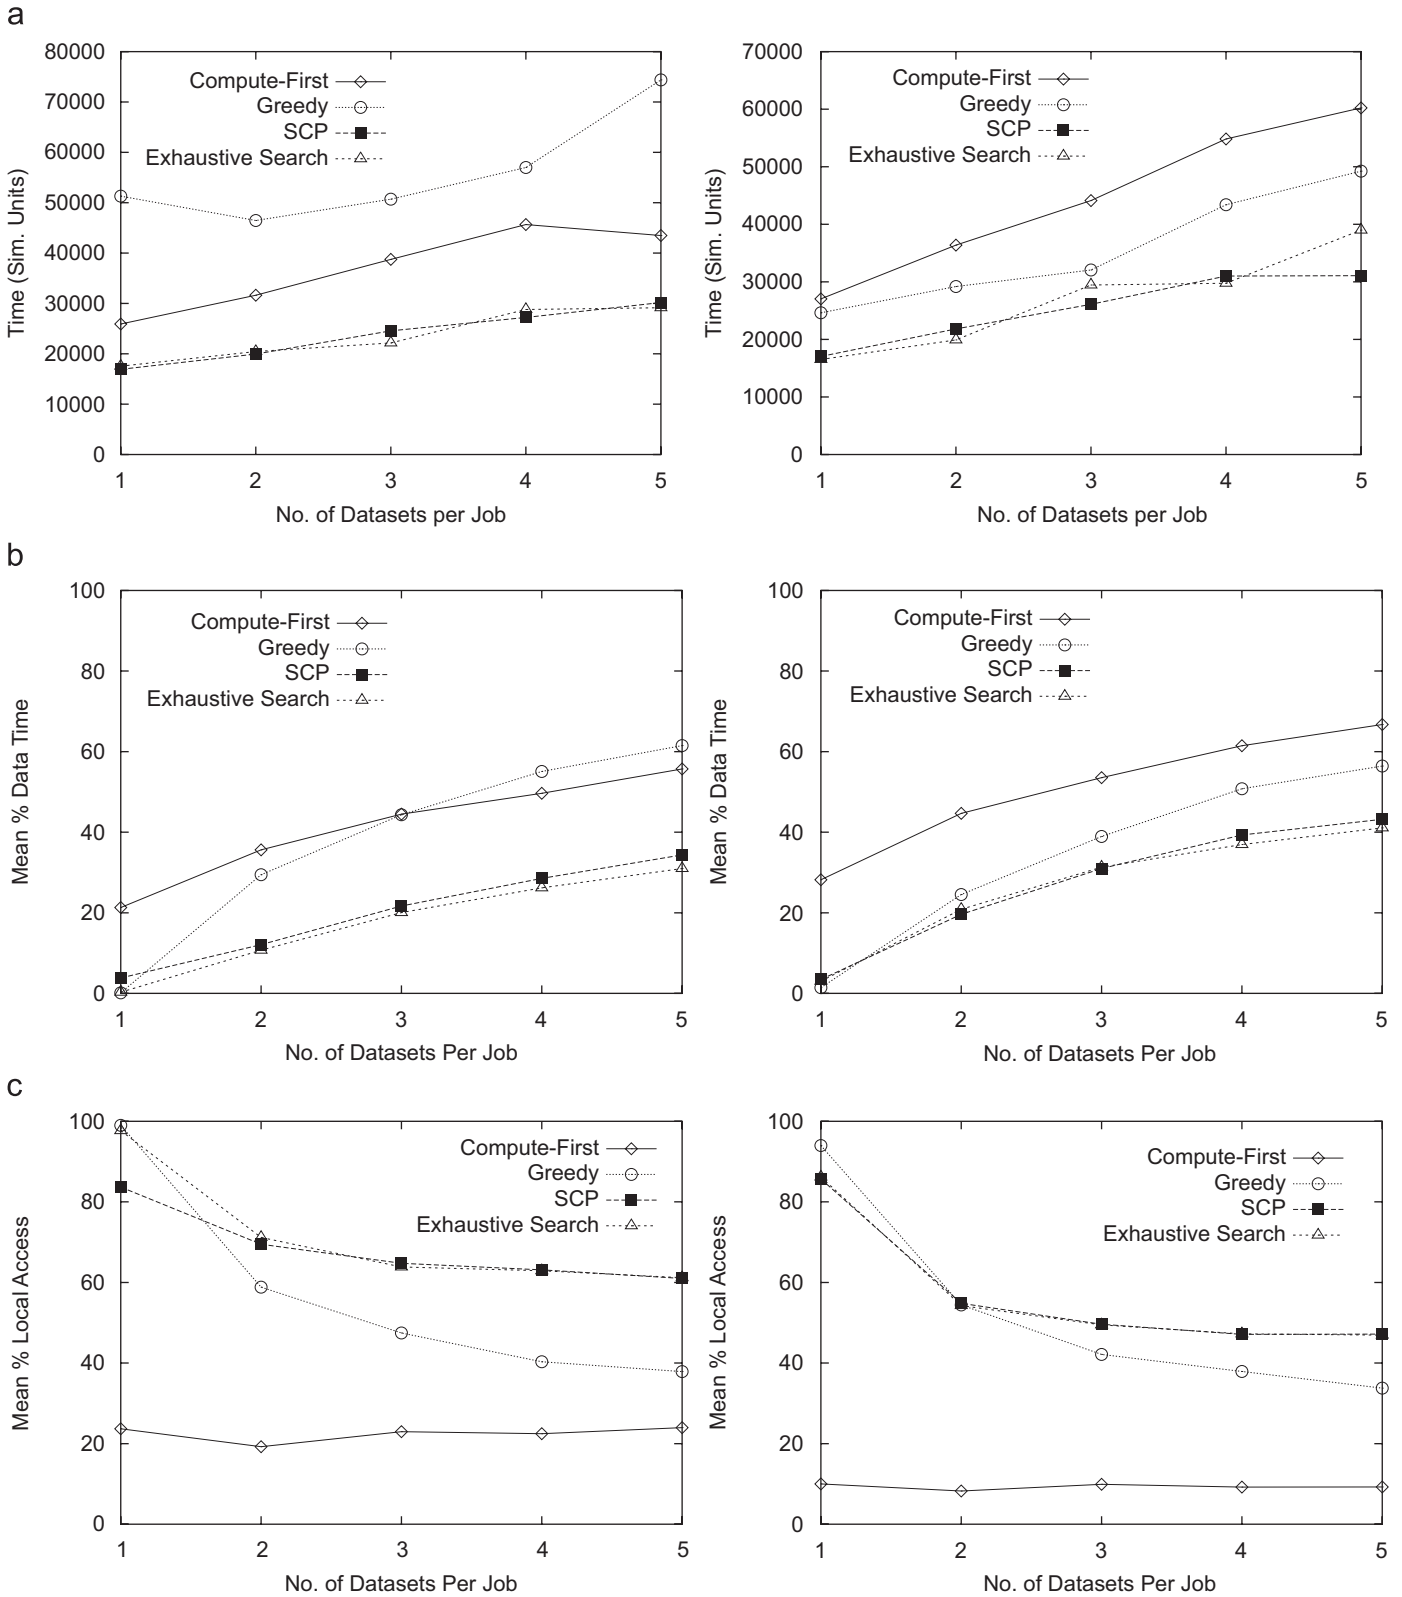 a
80000
70000
60000
50000
40000
30000
20000
10000
0
Time (Sim. Units)
Compute-First
Greedy
SCP
Exhaustive Search
1 2 3 4 5
No. of Datasets per Job
70000
60000
50000
40000
30000
20000
10000
0
Time (Sim. Units)
Compute-First
Greedy
SCP
Exhaustive Search
1 2 3 4 5
No. of Datasets per Job
b
100
80
60
40
20
0
Mean % Data Time
Compute-First
Greedy
SCP
Exhaustive Search
1 2 3 4 5
No. of Datasets Per Job
100
80
60
40
20
0
Mean % Data Time
Compute-First
Greedy
SCP
Exhaustive Search
1 2 3 4 5
No. of Datasets Per Job
c
100
80
60
40
20
0
Mean % Local Access
Compute-First
Greedy
SCP
Exhaustive Search
1 2 3 4 5
No. of Datasets Per Job
100
80
60
40
20
0
Mean % Local Access
Compute-First
Greedy
SCP
Exhaustive Search
1 2 3 4 5
No. of Datasets Per Job